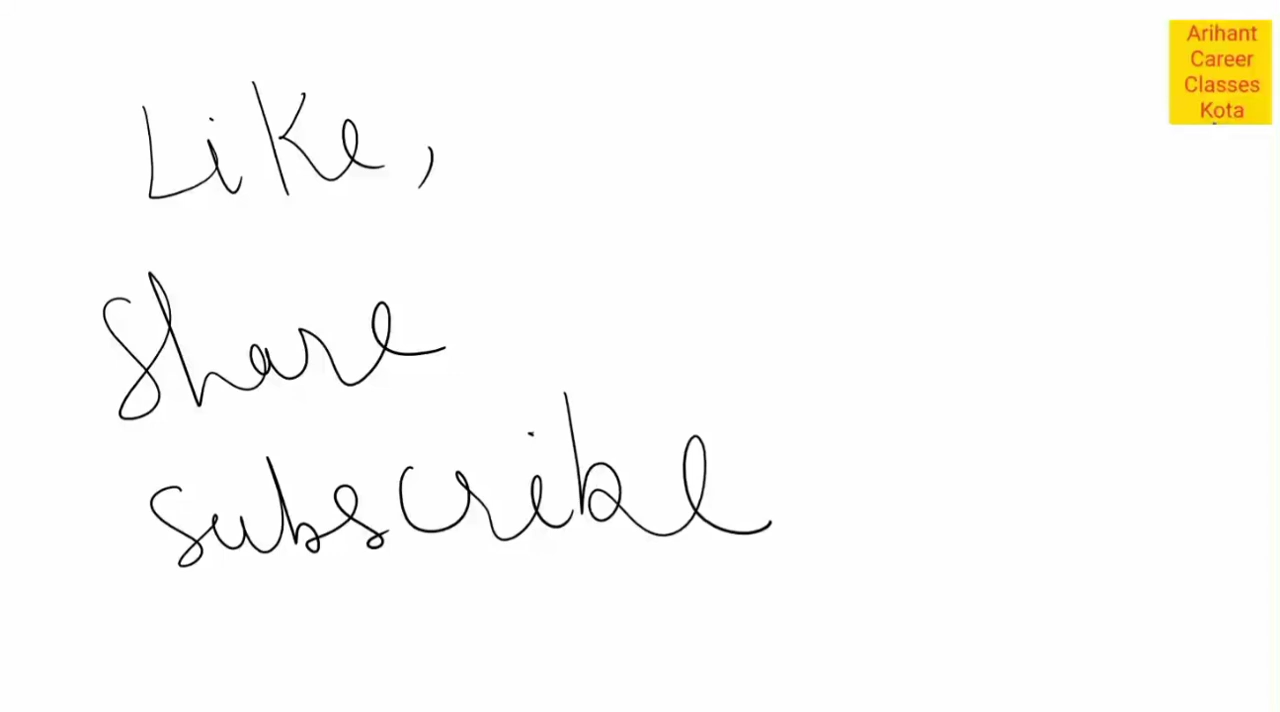 Like,
Share
subscribe
Arihant
Career
Classes
Kota